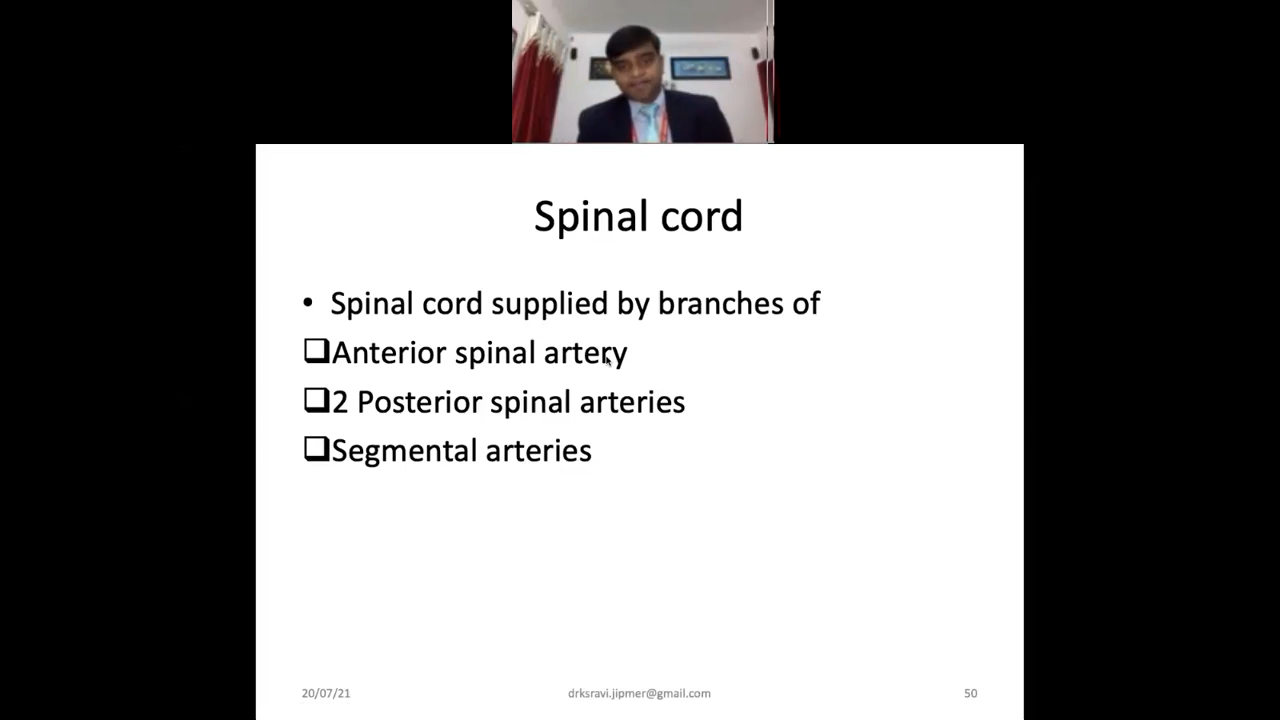 Spinal cord
• Spinal cord supplied by branches of
❑Anterior spinal artery
❑2 Posterior spinal arteries
❑Segmental arteries
20/07/21 drksravi.jipmer@gmail.com 50